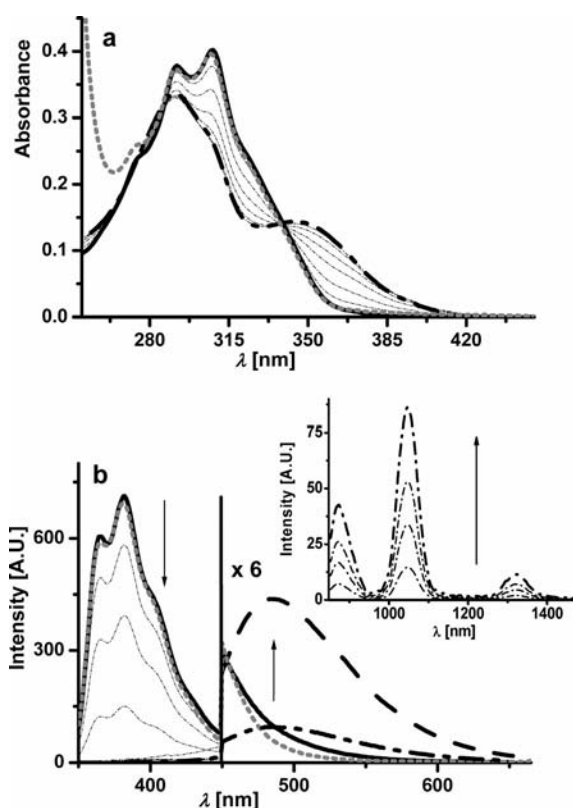 a
Absorbance
0.4
0.3
0.2
0.1
0.0
280 315 350 385 420
λ [nm]
b
Intensity [A.U.]
600
300
0
x 6
400 500 600
λ [nm]
Intensity [A.U.]
75
50
25
0
1000 1200 1400
λ [nm]